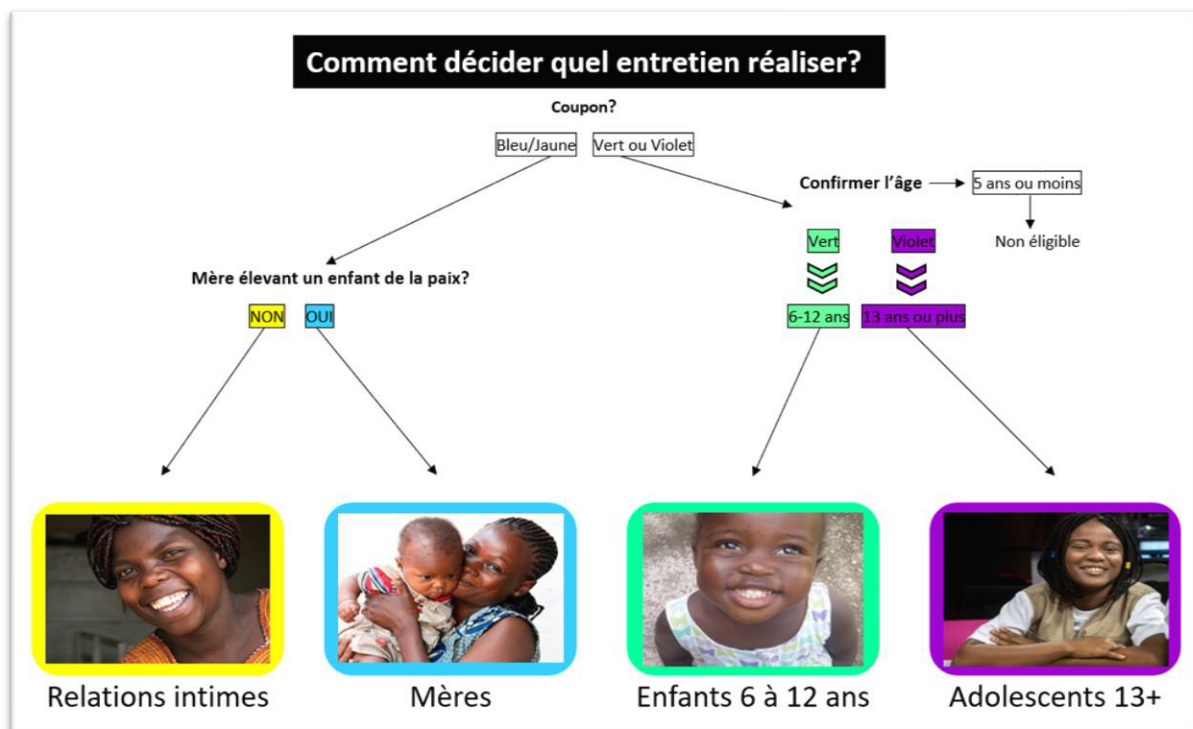 Comment décider quel entretien réaliser?
Coupon?
Bleu/Jaune
Vert ou Violet
Confirmer l'âge
5 ans ou moins
Non éligible
Vert
Violet
6-12 ans
13 ans ou plus
Mère élevant un enfant de la paix?
NON
OUI
Relations intimes
Mères
Enfants 6 à 12 ans
Adolescents 13+